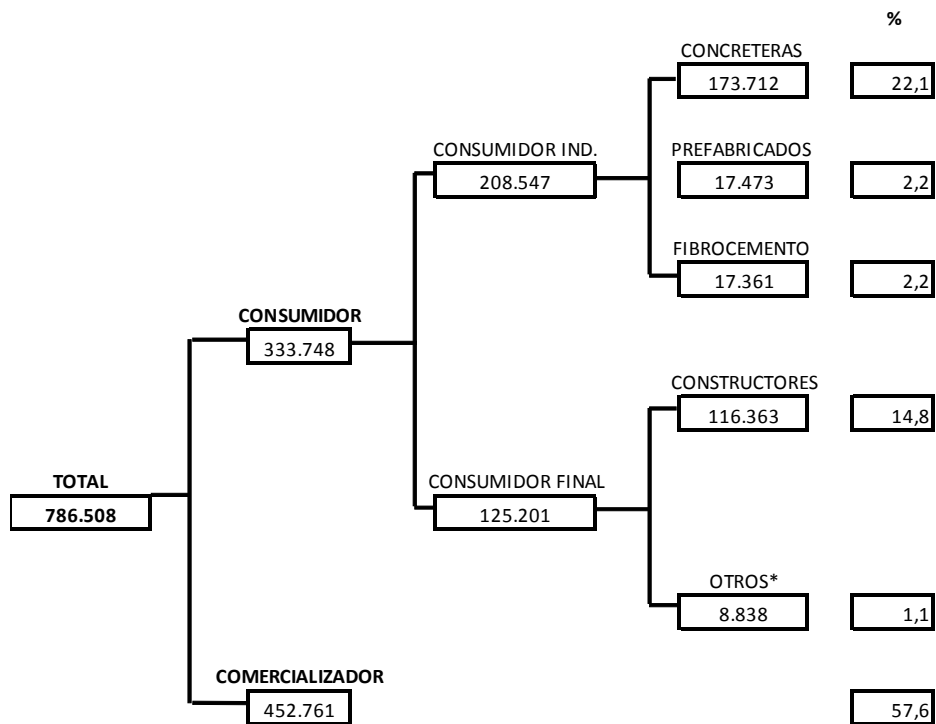 %
CONCRETERAS
173.712 22,1
CONSUMIDOR IND.
208.547
PREFABRICADOS
17.473 2,2
FIBROCEMENTO
17.361 2,2
CONSUMIDOR
333.748
CONSTRUCTORES
116.363 14,8
TOTAL
786.508
CONSUMIDOR FINAL
125.201
OTROS*
8.838 1,1
COMERCIALIZADOR
452.761 57,6